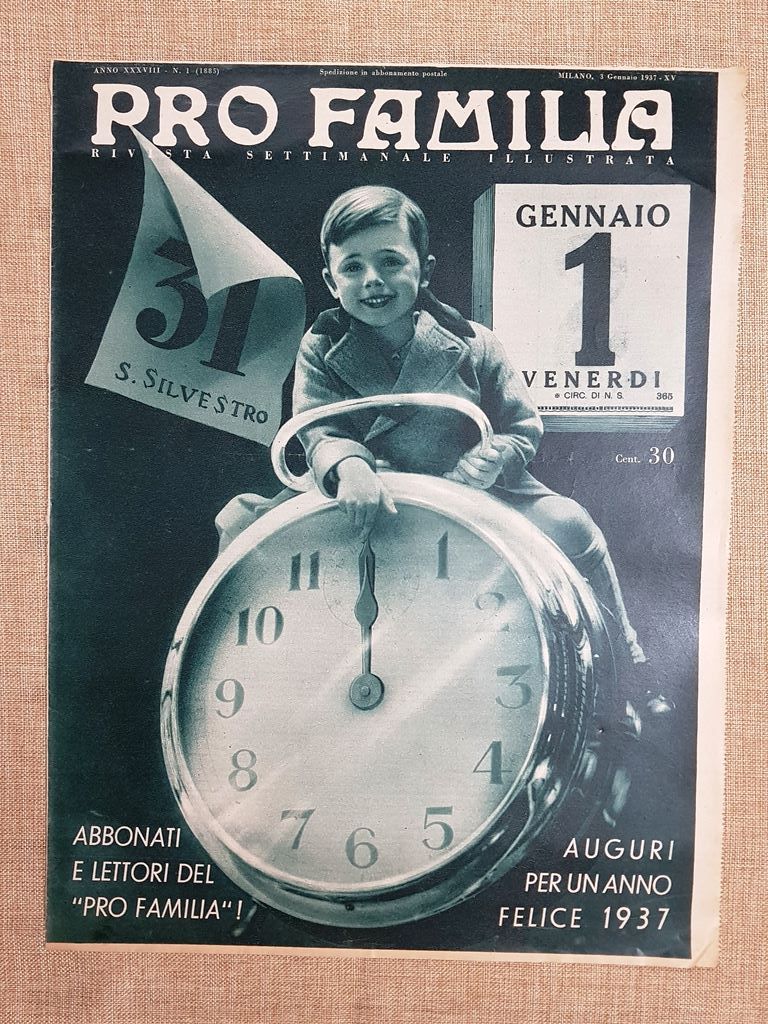 ANNO XXXVIII - N. 1 (1885)
Spedizione in abbonamento postale
MILANO, 3 Gennaio 1937 - XV
PRO FAMILIA
RIVISTA SETTIMANALE ILLUSTRATA
31
S. SILVESTRO
GENNAIO
1
VENERDI
CIRC. DI N. S. 365
Cent. 30
11 1
10 2
9 3
8 4
7 6 5
ABBONATI
E LETTORI DEL
"PRO FAMILIA"!
AUGURI
PER UN ANNO
FELICE 1937